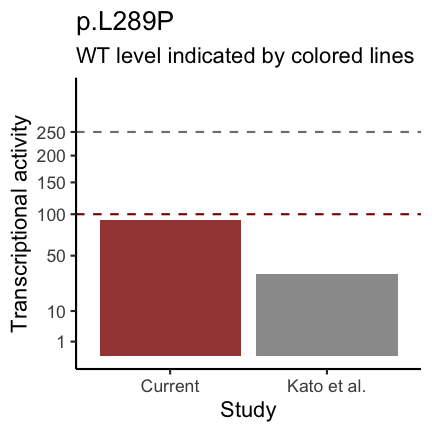 p.L289P
WT level indicated by colored lines
Transcriptional activity
250
200
150
100
50
10
1
Current
Kato et al.
Study